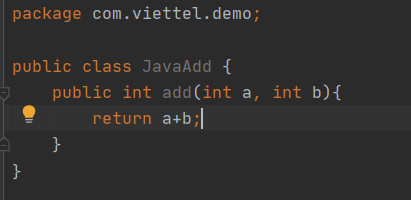 package com.viettel.demo;
public class JavaAdd {
public int add(int a, int b){
return a+b;
}
}